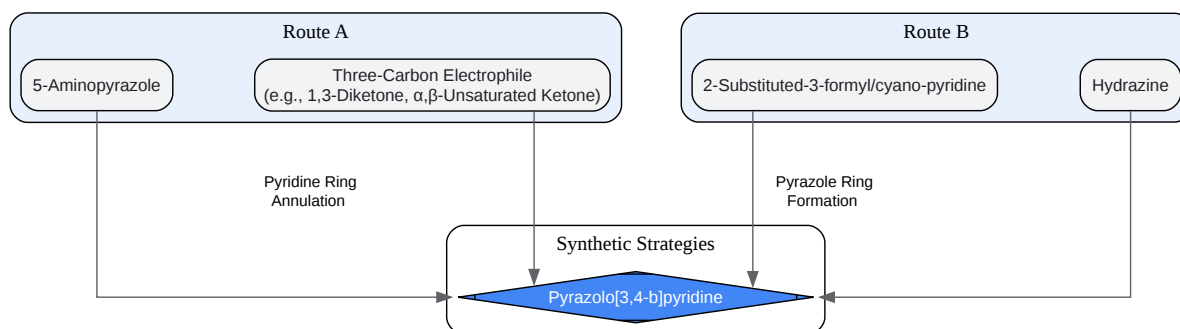 Route A
5-Aminopyrazole
Three-Carbon Electrophile
(e.g., 1,3-Diketone, α,β-Unsaturated Ketone)
Route B
2-Substituted-3-formyl/cyano-pyridine
Hydrazine
Pyridine Ring
Annulation
Pyrazole Ring
Formation
Synthetic Strategies
Pyrazolo[3,4-b]pyridine